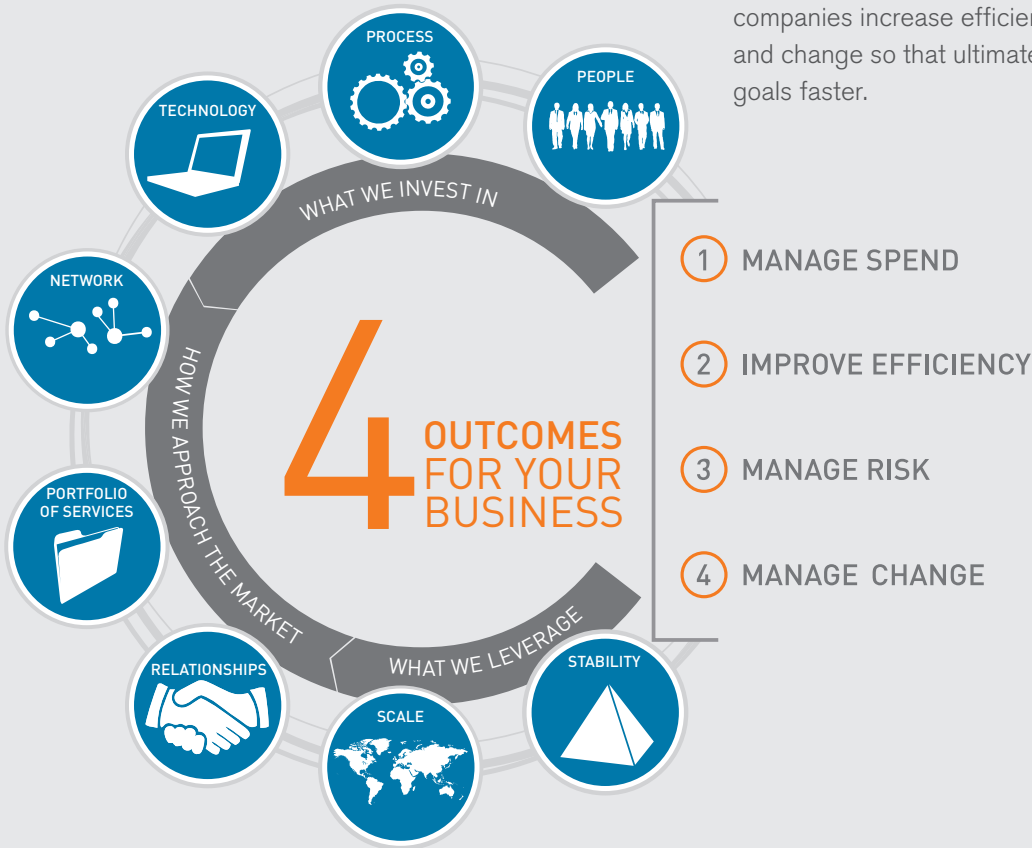 companies increase
and change so that
goals faster.
PROCESS
PEOPLE
TECHNOLOGY
NETWORK
PORTFOLIO
OF SERVICES
RELATIONSHIPS
SCALE
STABILITY
WHAT WE INVEST IN
HOW WE APPROACH THE MARKET
WHAT WE LEVERAGE
4
OUTCOMES
FOR YOUR
BUSINESS
1 MANAGE SPEND
2 IMPROVE EFFICIENCY
3 MANAGE RISK
4 MANAGE CHANGE